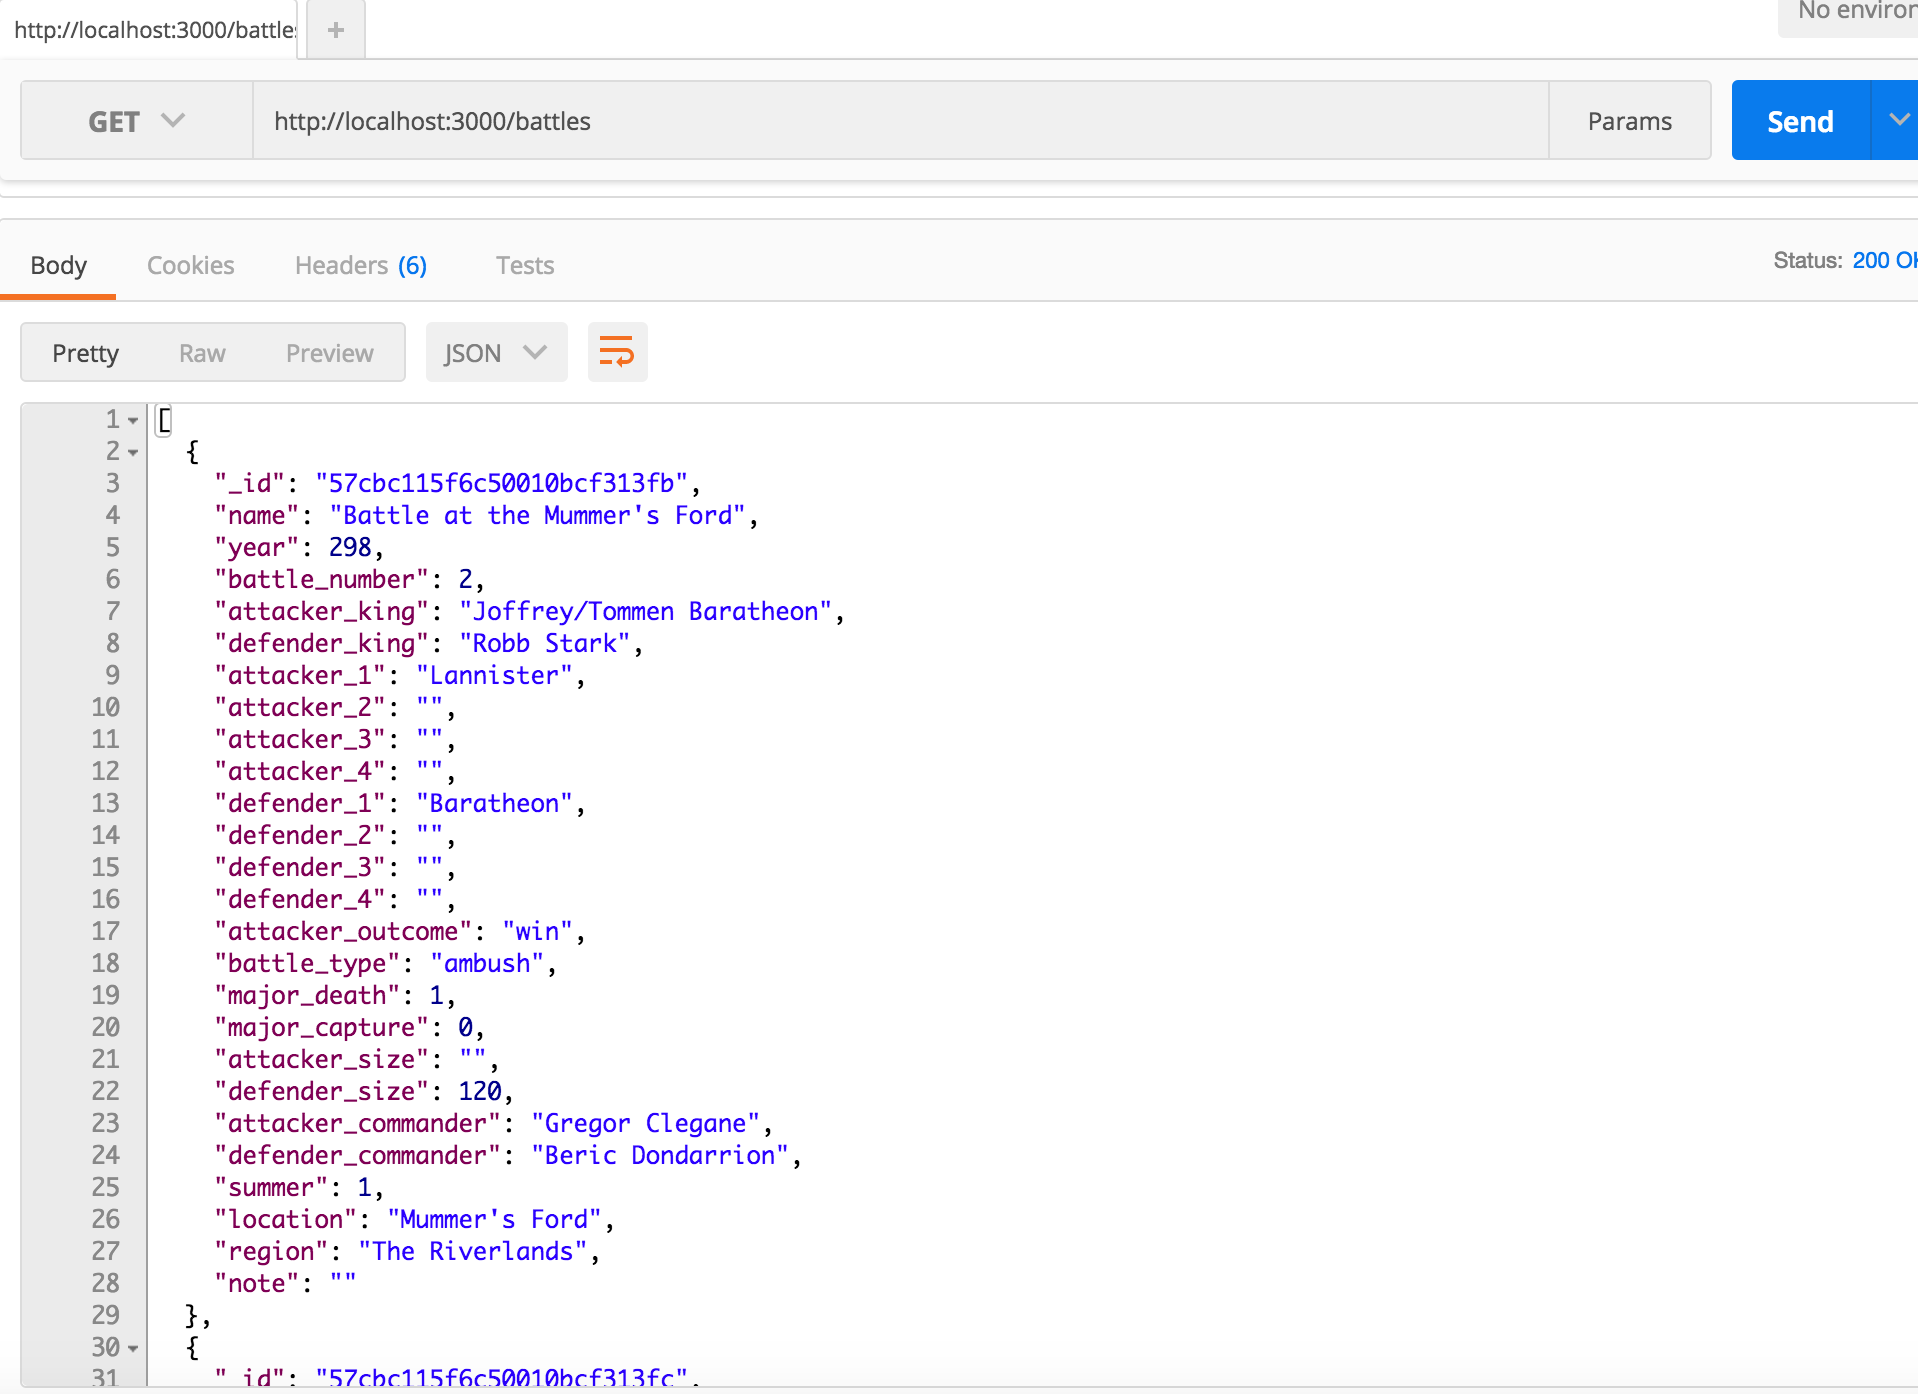 http://localhost:3000/battles +
No environ
GET http://localhost:3000/battles Params Send
Body Cookies Headers (6) Tests Status: 200 OK
Pretty Raw Preview JSON
1 [
2 {
3 "_id": "57cbc115f6c50010bcf313fb",
4 "name": "Battle at the Mummer's Ford",
5 "year": 298,
6 "battle_number": 2,
7 "attacker_king": "Joffrey/Tommen Baratheon",
8 "defender_king": "Robb Stark",
9 "attacker_1": "Lannister",
10 "attacker_2": "",
11 "attacker_3": "",
12 "attacker_4": "",
13 "defender_1": "Baratheon",
14 "defender_2": "",
15 "defender_3": "",
16 "defender_4": "",
17 "attacker_outcome": "win",
18 "battle_type": "ambush",
19 "major_death": 1,
20 "major_capture": 0,
21 "attacker_size": "",
22 "defender_size": 120,
23 "attacker_commander": "Gregor Clegane",
24 "defender_commander": "Beric Dondarrion",
25 "summer": 1,
26 "location": "Mummer's Ford",
27 "region": "The Riverlands",
28 "note": ""
29 },
30 {
31 "_id": "57cbc115f6c50010bcf313fc",